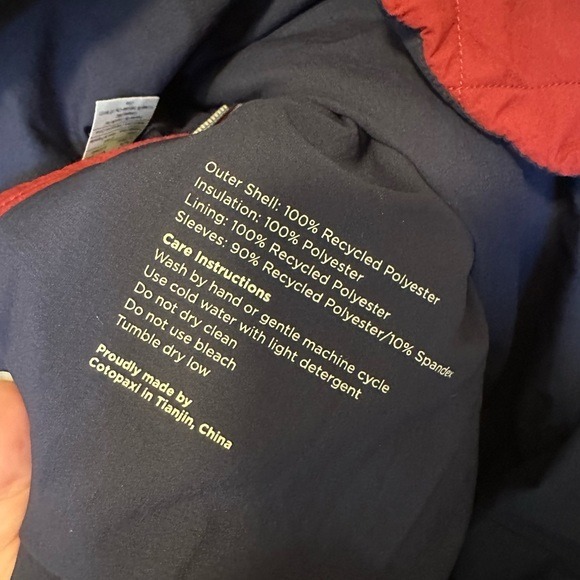 Outer Shell: 100% Recycled Polyester
Insulation: 100% Polyester
Lining: 100% Recycled Polyester
Sleeves: 90% Recycled Polyester/10% Spandex
Care Instructions
Wash by hand or gentle machine cycle
Use cold water with light detergent
Do not dry clean
Do not use bleach
Tumble dry low
Proudly made by
Cotopaxi in Tianjin, China